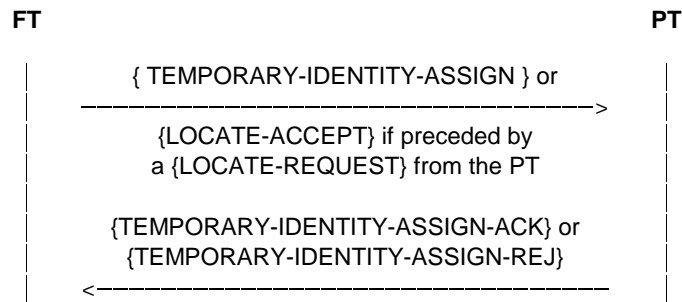 FT PT
{ TEMPORARY-IDENTITY-ASSIGN } or
{LOCATE-ACCEPT} if preceded by
a {LOCATE-REQUEST} from the PT
{TEMPORARY-IDENTITY-ASSIGN-ACK} or
{TEMPORARY-IDENTITY-ASSIGN-REJ}